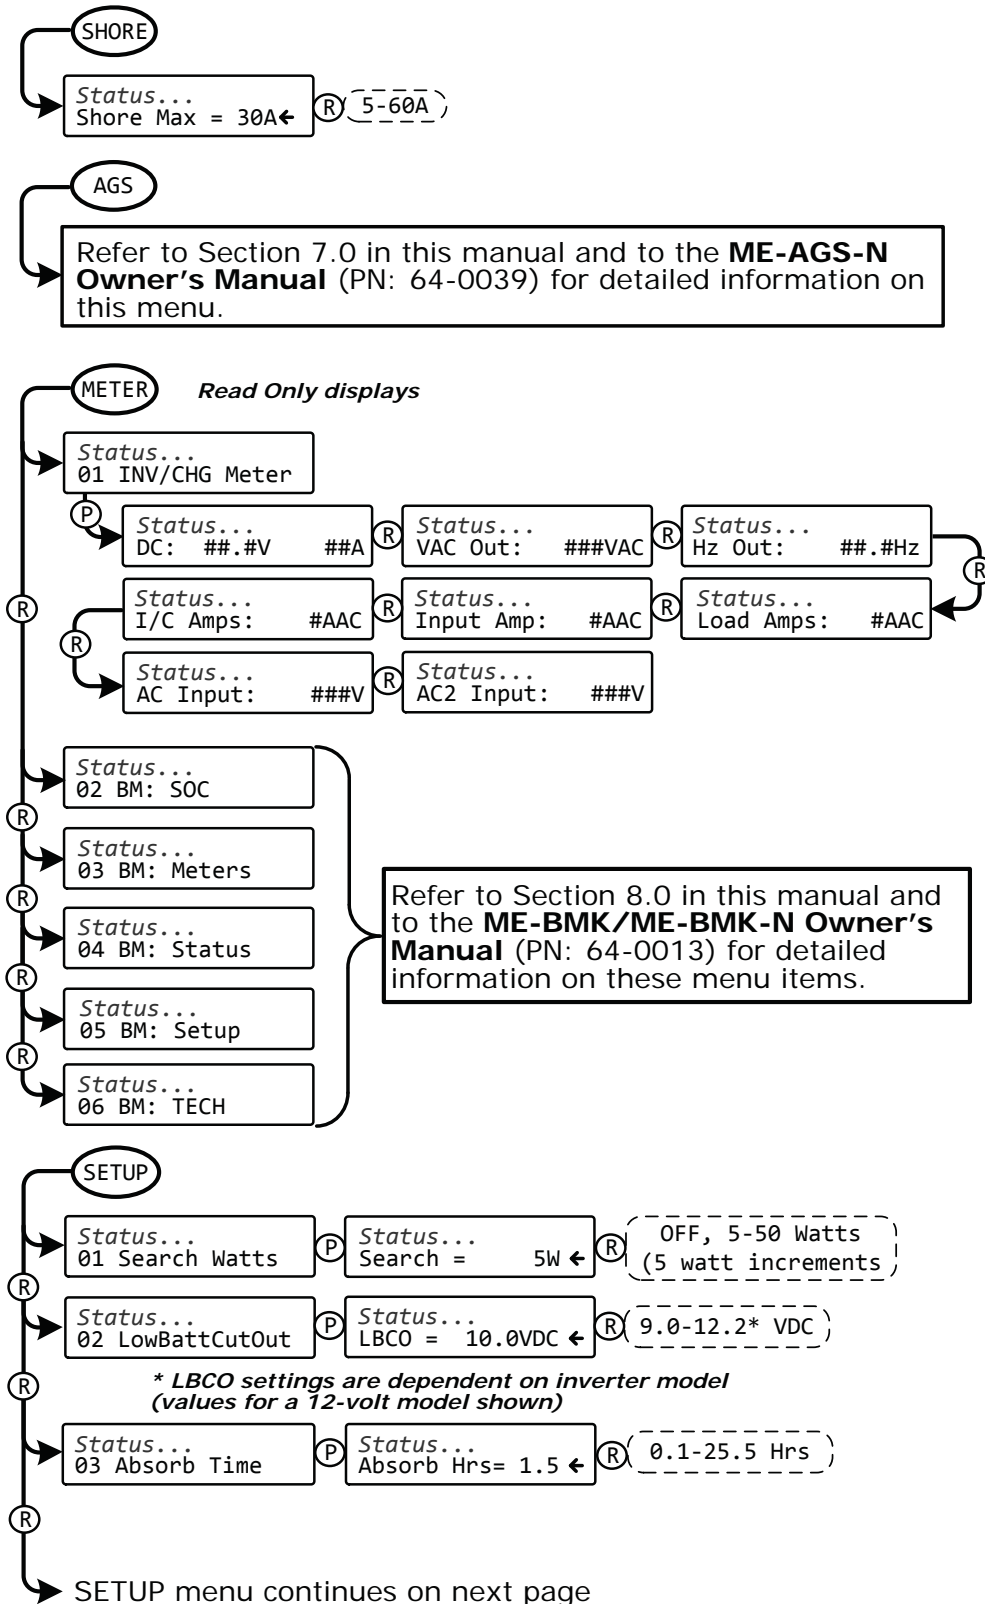 SHORE
Status...
Shore Max = 30A←
R
5-60A
AGS
Refer to Section 7.0 in this manual and to the ME-AGS-N
Owner's Manual (PN: 64-0039) for detailed information on
this menu.
METER
Read Only displays
Status...
01 INV/CHG Meter
P
Status...
DC: ##.#V ##A
R
Status...
VAC Out: ###VAC
R
Status...
Hz Out: ##.#Hz
R
R
Status...
I/C Amps: #AAC
R
Status...
Input Amp: #AAC
R
Status...
Load Amps: #AAC
R
Status...
AC Input: ###V
R
Status...
AC2 Input: ###V
Status...
02 BM: SOC
R
Status...
03 BM: Meters
R
Status...
04 BM: Status
R
Status...
05 BM: Setup
R
Status...
06 BM: TECH
Refer to Section 8.0 in this manual and
to the ME-BMK/ME-BMK-N Owner's
Manual (PN: 64-0013) for detailed
information on these menu items.
SETUP
Status...
01 Search Watts
P
Status...
Search = 5W ←
R
OFF, 5-50 Watts
(5 watt increments
R
Status...
02 LowBattCutOut
P
Status...
LBCO = 10.0VDC ←
R
9.0-12.2* VDC
* LBCO settings are dependent on inverter model
(values for a 12-volt model shown)
R
Status...
03 Absorb Time
P
Status...
Absorb Hrs= 1.5 ←
R
0.1-25.5 Hrs
R
SETUP menu continues on next page